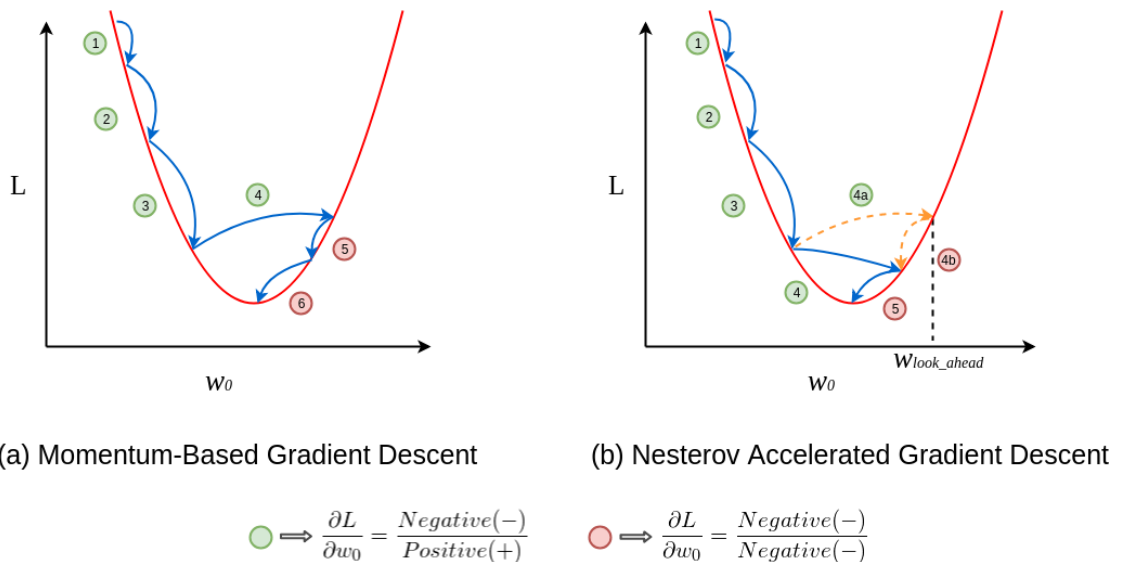 1
1
2
2
L
3
4
L
3
4a
5
4b
6
4
5
w0
w0
wlook_ahead
(a) Momentum-Based Gradient Descent
(b) Nesterov Accelerated Gradient Descent
∂L/∂w0 = Negative(−)/Positive(+)
∂L/∂w0 = Negative(−)/Negative(−)